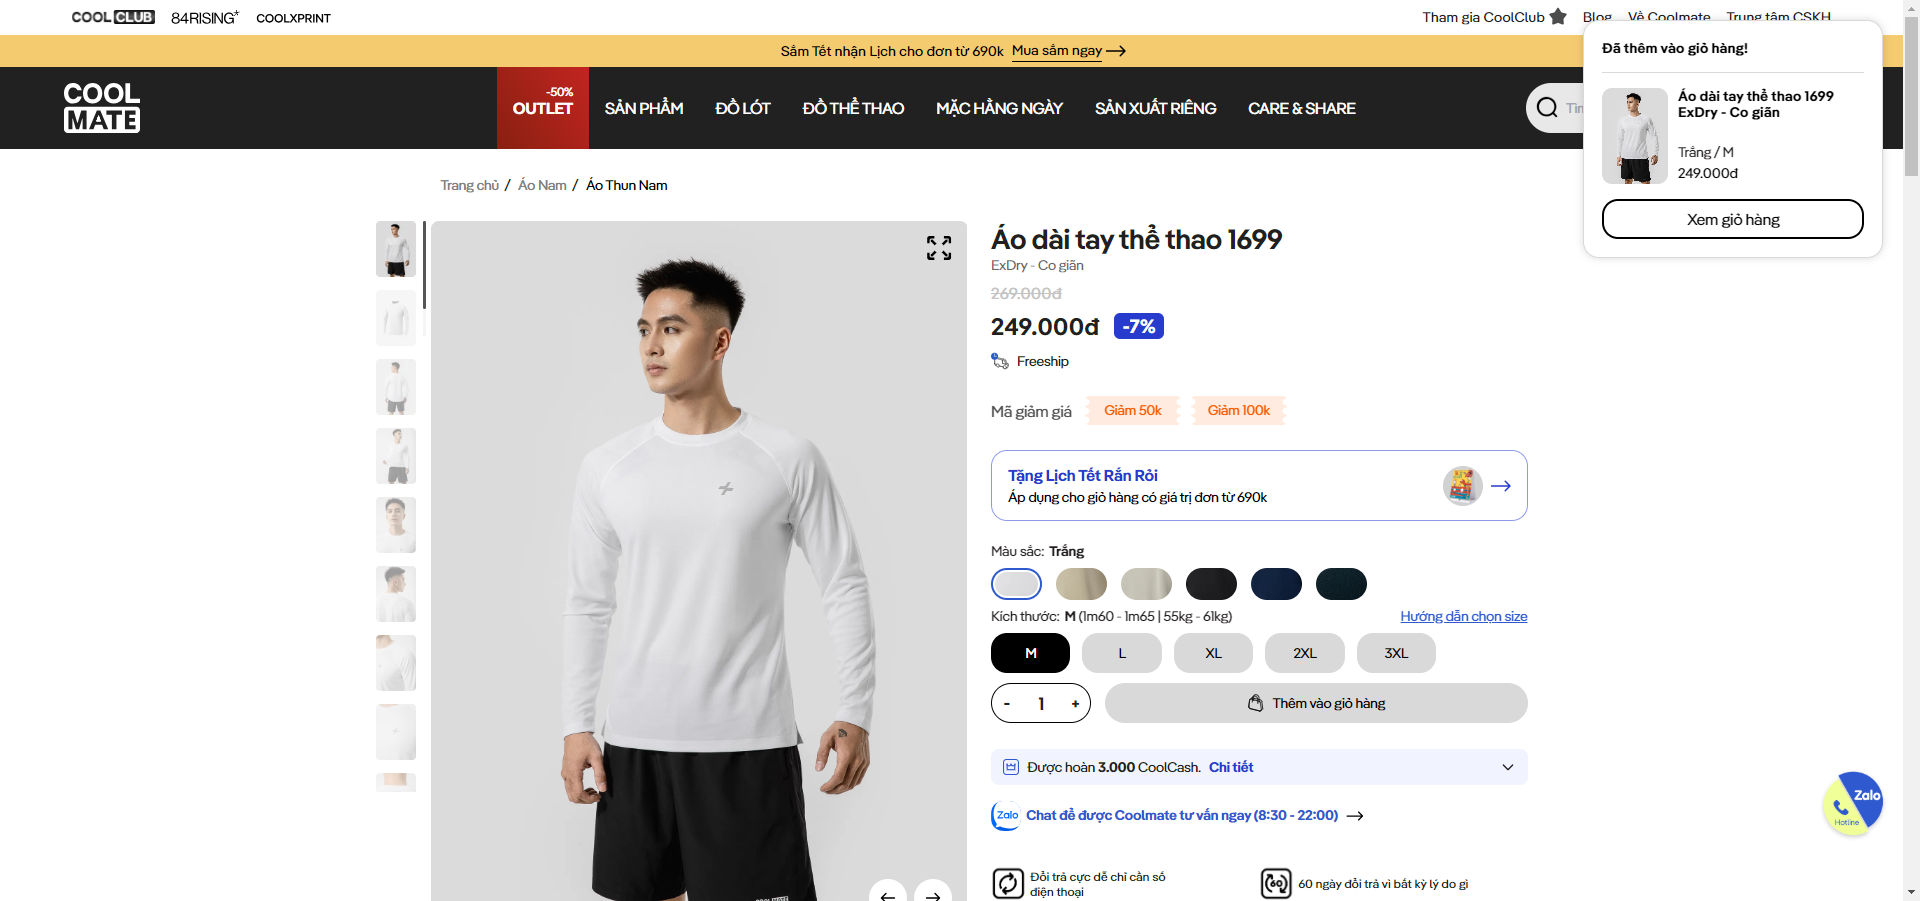 COOLCLUB
84RISING*
COOLXPRINT
Tham gia CoolClub
Blog
Về Coolmate
Trung tâm CSKH
Sắm Tết nhận Lịch cho đơn từ 690k
Mua sắm ngay
COOL
MATE
-50%
OUTLET
SẢN PHẨM
ĐỒ LÓT
ĐỒ THỂ THAO
MẶC HẰNG NGÀY
SẢN XUẤT RIÊNG
CARE & SHARE
Đã thêm vào giỏ hàng!
Áo dài tay thể thao 1699
ExDry - Co giãn
Trắng / M
249.000đ
Xem giỏ hàng
Trang chủ / Áo Nam / Áo Thun Nam
Áo dài tay thể thao 1699
ExDry - Co giãn
269.000đ
249.000đ
-7%
Freeship
Mã giảm giá
Giảm 50k
Giảm 100k
Tặng Lịch Tết Rắn Rỏi
Áp dụng cho giỏ hàng có giá trị đơn từ 690k
Màu sắc: Trắng
Kích thước: M (1m60 - 1m65 | 55kg - 61kg)
Hướng dẫn chọn size
M
L
XL
2XL
3XL
- 1 +
Thêm vào giỏ hàng
Được hoàn 3.000 CoolCash. Chi tiết
Zalo
Chat để được Coolmate tư vấn ngay (8:30 - 22:00)
Zalo
Hotline
Đổi trả cực dễ chỉ cần số
điện thoại
60
60 ngày đổi trả vì bất kỳ lý do gì